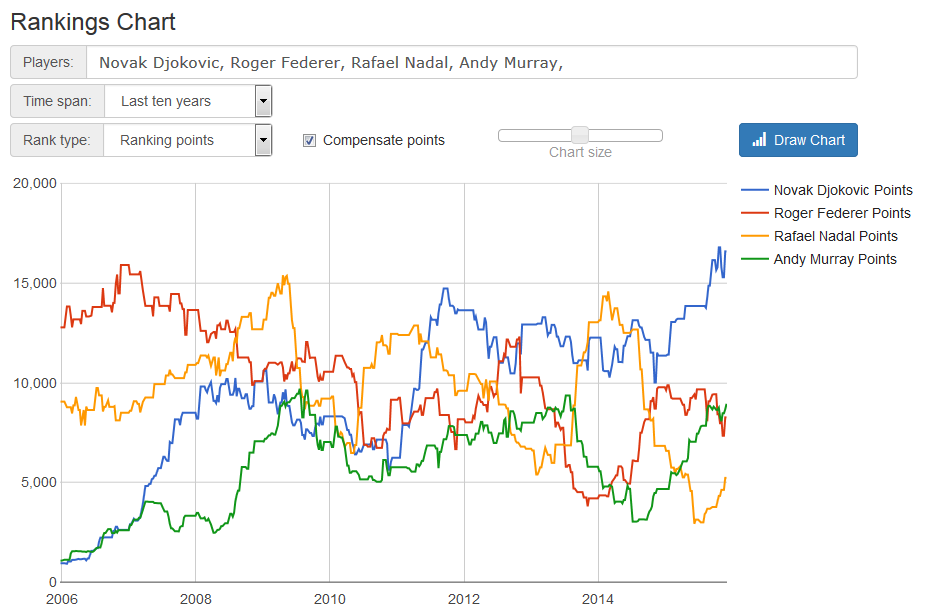 Rankings Chart
Players: Novak Djokovic, Roger Federer, Rafael Nadal, Andy Murray,
Time span: Last ten years
Rank type: Ranking points Compensate points Chart size Draw Chart
20,000
15,000
10,000
5,000
0
2006 2008 2010 2012 2014
Novak Djokovic Points
Roger Federer Points
Rafael Nadal Points
Andy Murray Points